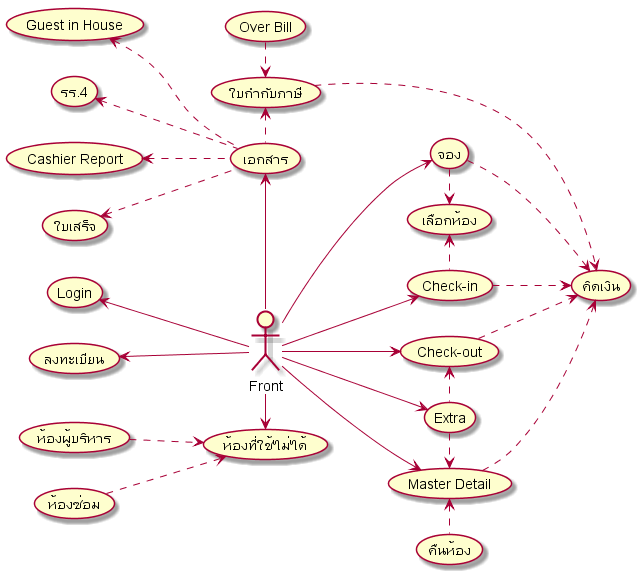 Guest in House
Over Bill
รร.4
ใบกำกับภาษี
Cashier Report
เอกสาร
จอง
ใบเสร็จ
เลือกห้อง
Login
Check-in
คิดเงิน
ลงทะเบียน
Check-out
Front
Extra
ห้องผู้บริหาร
ห้องที่ใช้ไม่ได้
Master Detail
ห้องซ่อม
คืนห้อง